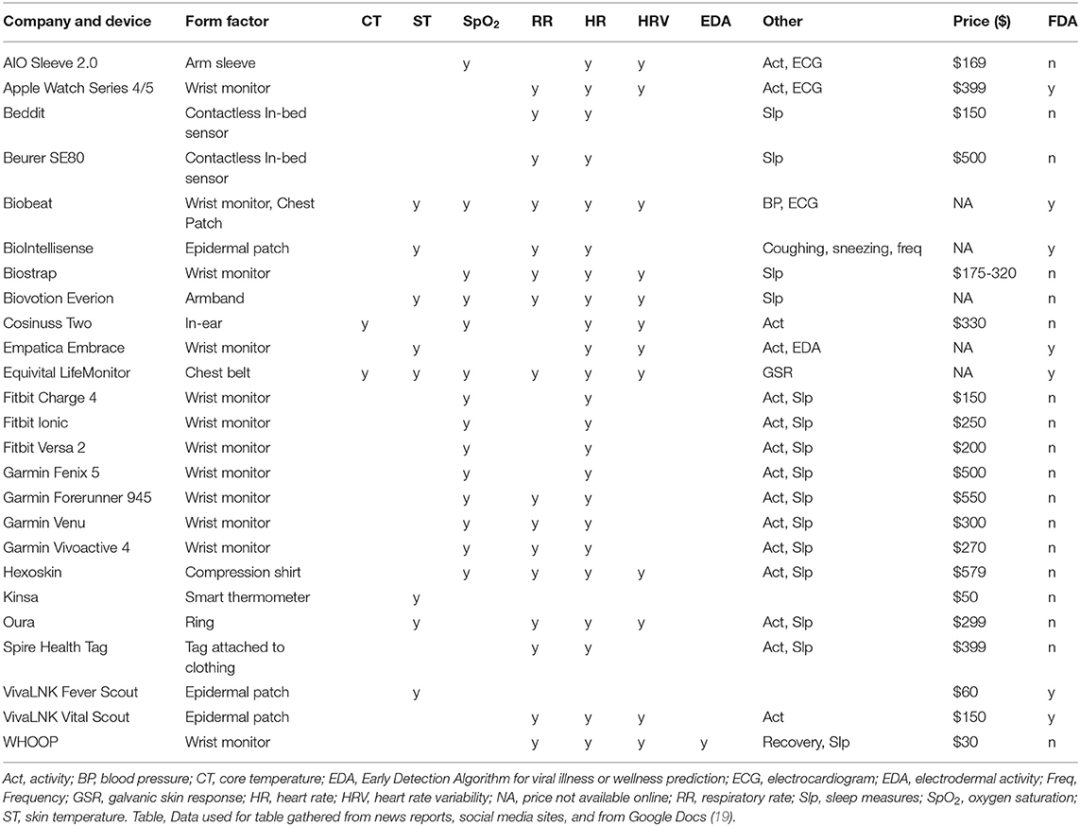 Company and device Form factor CT ST SpO₂ RR HR HRV EDA Other Price ($) FDA
AIO Sleeve 2.0 Arm sleeve y y y Act, ECG $169 n
Apple Watch Series 4/5 Wrist monitor y y y Act, ECG $399 y
Beddit Contactless In-bed y y Slp $150 n
sensor
Beurer SE80 Contactless In-bed y y Slp $500 n
sensor
Biobeat Wrist monitor, Chest y y y y y BP, ECG NA y
Patch
BioIntellisense Epidermal patch y y y Coughing, sneezing, freq NA y
Biostrap Wrist monitor y y y y Slp $175-320 n
Biovotion Everion Armband y y y y y Slp NA n
Cosinuss Two In-ear y y y y Act $330 n
Empatica Embrace Wrist monitor y y y Act, EDA NA y
Equivital LifeMonitor Chest belt y y y y y y GSR NA y
Fitbit Charge 4 Wrist monitor y y Act, Slp $150 n
Fitbit Ionic Wrist monitor y y Act, Slp $250 n
Fitbit Versa 2 Wrist monitor y y Act, Slp $200 n
Garmin Fenix 5 Wrist monitor y y Act, Slp $500 n
Garmin Forerunner 945 Wrist monitor y y y Act, Slp $550 n
Garmin Venu Wrist monitor y y y Act, Slp $300 n
Garmin Vivoactive 4 Wrist monitor y y y Act, Slp $270 n
Hexoskin Compression shirt y y y y Act, Slp $579 n
Kinsa Smart thermometer y $50 n
Oura Ring y y y y Act, Slp $299 n
Spire Health Tag Tag attached to y y Act, Slp $399 n
clothing
VivaLNK Fever Scout Epidermal patch y $60 y
VivaLNK Vital Scout Epidermal patch y y y Act $150 y
WHOOP Wrist monitor y y y y Recovery, Slp $30 n
Act, activity; BP, blood pressure; CT, core temperature; EDA, Early Detection Algorithm for viral illness or wellness prediction; ECG, electrocardiogram; EDA, electrodermal activity; Freq,
Frequency; GSR, galvanic skin response; HR, heart rate; HRV, heart rate variability; NA, price not available online; RR, respiratory rate; Slp, sleep measures; SpO₂, oxygen saturation;
ST, skin temperature. Table, Data used for table gathered from news reports, social media sites, and from Google Docs (19).